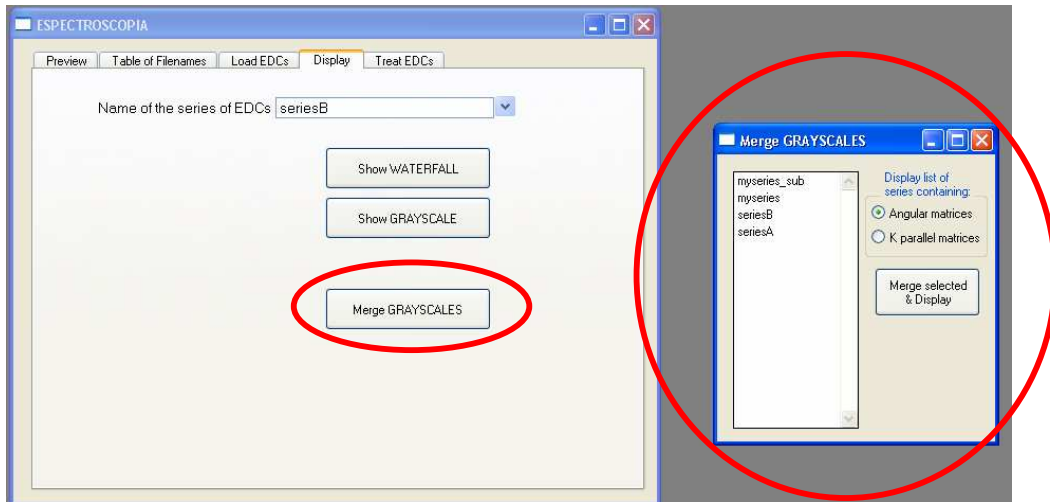 ESPECTROSCOPIA
Preview Table of Filenames Load EDCs Display Treat EDCs
Name of the series of EDCs seriesB
Show WATERFALL
Show GRAYSCALE
Merge GRAYSCALES
Merge GRAYSCALES
myseries_sub
myseries
seriesB
seriesA
Display list of
series containing:
Angular matrices
K parallel matrices
Merge selected
& Display